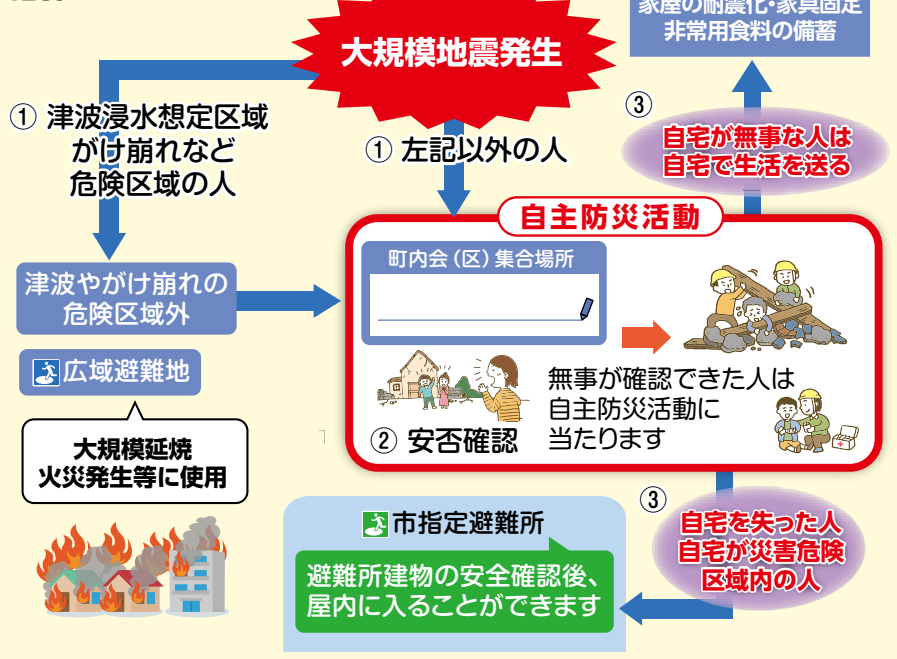 家屋の耐震化・家具固定
非常用食料の備蓄
大規模地震発生
① 津波浸水想定区域
がけ崩れなど
危険区域の人
① 左記以外の人
③
自宅が無事な人は
自宅で生活を送る
津波やがけ崩れの
危険区域外
広域避難地
大規模延焼
火災発生等に使用
自主防災活動
町内会（区）集合場所
② 安否確認
無事が確認できた人は
自主防災活動に
当たります
③
自宅を失った人
自宅が災害危険
区域内の人
市指定避難所
避難所建物の安全確認後、
屋内に入ることができます